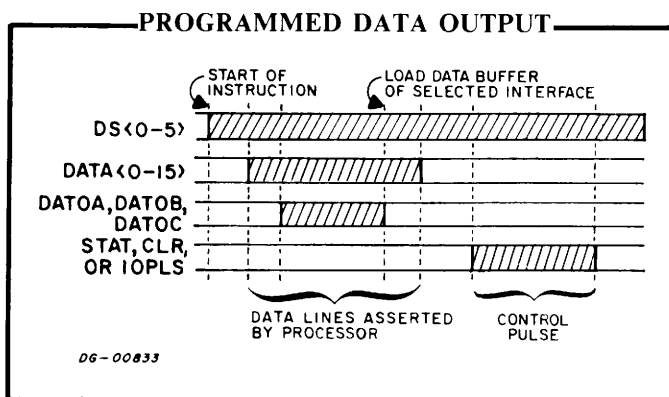 PROGRAMMED DATA OUTPUT
START OF
INSTRUCTION
LOAD DATA BUFFER
OF SELECTED INTERFACE
DS<0-5>
DATA<0-15>
DATOA, DATOB,
DATOC
STAT, CLR,
OR IOPLS
DATA LINES ASSERTED
BY PROCESSOR
CONTROL
PULSE
DG-00833